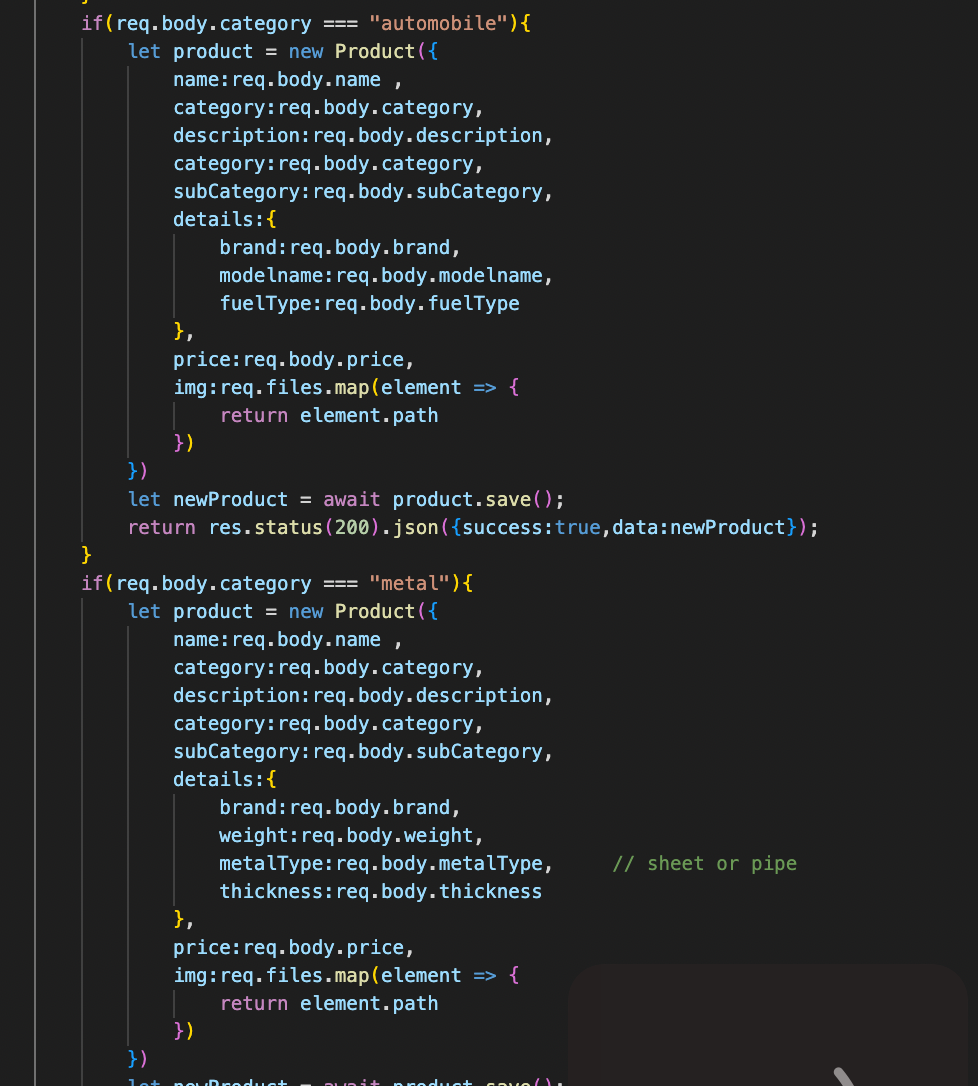 }
if(req.body.category === "automobile"){
let product = new Product({
name:req.body.name ,
category:req.body.category,
description:req.body.description,
category:req.body.category,
subCategory:req.body.subCategory,
details:{
brand:req.body.brand,
modelname:req.body.modelname,
fuelType:req.body.fuelType
},
price:req.body.price,
img:req.files.map(element => {
return element.path
})
})
let newProduct = await product.save();
return res.status(200).json({success:true,data:newProduct});
}
if(req.body.category === "metal"){
let product = new Product({
name:req.body.name ,
category:req.body.category,
description:req.body.description,
category:req.body.category,
subCategory:req.body.subCategory,
details:{
brand:req.body.brand,
weight:req.body.weight,
metalType:req.body.metalType,     // sheet or pipe
thickness:req.body.thickness
},
price:req.body.price,
img:req.files.map(element => {
return element.path
})
})
let newProduct = await product.save();